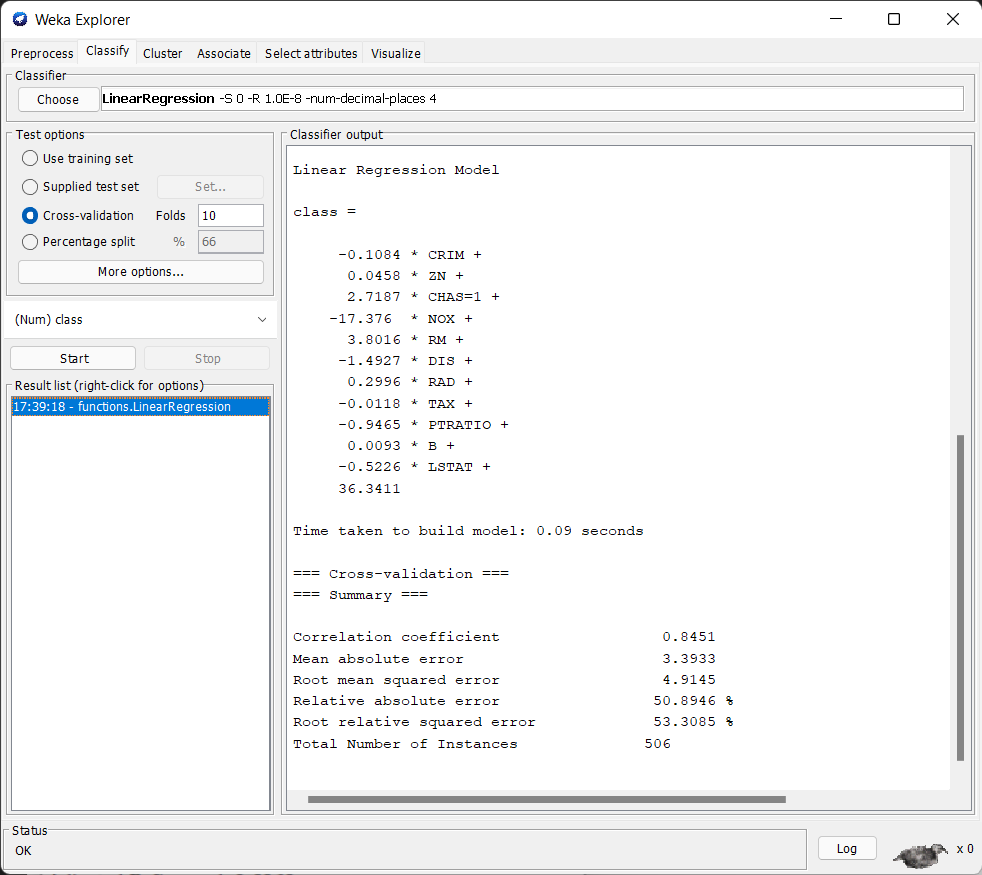 Weka Explorer
Preprocess Classify Cluster Associate Select attributes Visualize
Classifier
Choose LinearRegression -S 0 -R 1.0E-8 -num-decimal-places 4
Test options
Use training set
Supplied test set Set...
Cross-validation Folds 10
Percentage split % 66
More options...
(Num) class
Start Stop
Result list (right-click for options)
17:39:18 - functions.LinearRegression
Classifier output
Linear Regression Model
class =
-0.1084 * CRIM +
0.0458 * ZN +
2.7187 * CHAS=1 +
-17.376 * NOX +
3.8016 * RM +
-1.4927 * DIS +
0.2996 * RAD +
-0.0118 * TAX +
-0.9465 * PTRATIO +
0.0093 * B +
-0.5226 * LSTAT +
36.3411
Time taken to build model: 0.09 seconds
=== Cross-validation ===
=== Summary ===
Correlation coefficient 0.8451
Mean absolute error 3.3933
Root mean squared error 4.9145
Relative absolute error 50.8946 %
Root relative squared error 53.3085 %
Total Number of Instances 506
Status
OK
Log x 0